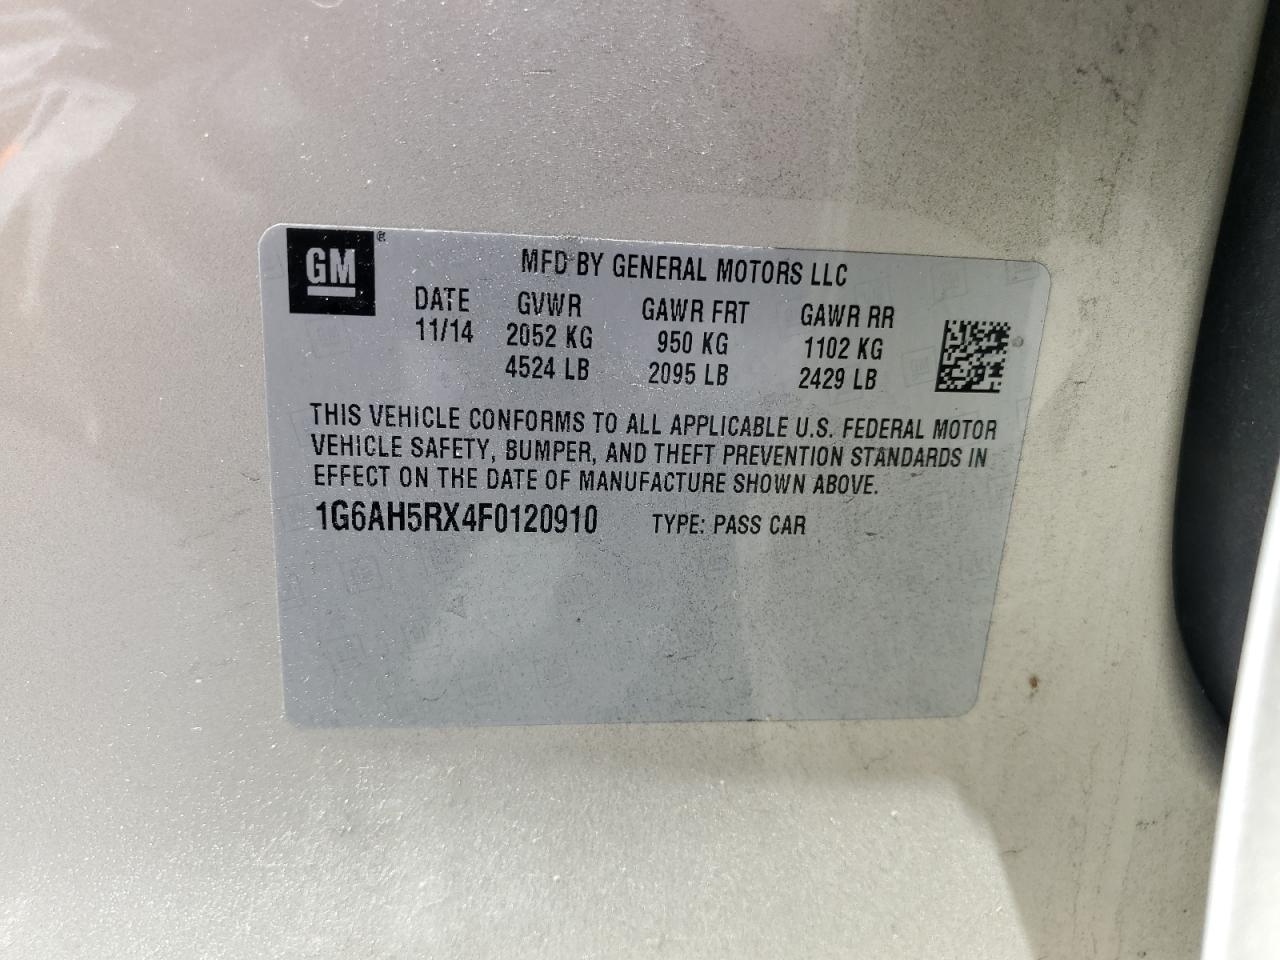 GM®
MFD BY GENERAL MOTORS LLC
DATE GVWR GAWR FRT GAWR RR
11/14 2052 KG 950 KG 1102 KG
4524 LB 2095 LB 2429 LB
THIS VEHICLE CONFORMS TO ALL APPLICABLE U.S. FEDERAL MOTOR
VEHICLE SAFETY, BUMPER, AND THEFT PREVENTION STANDARDS IN
EFFECT ON THE DATE OF MANUFACTURE SHOWN ABOVE.
1G6AH5RX4F0120910 TYPE: PASS CAR